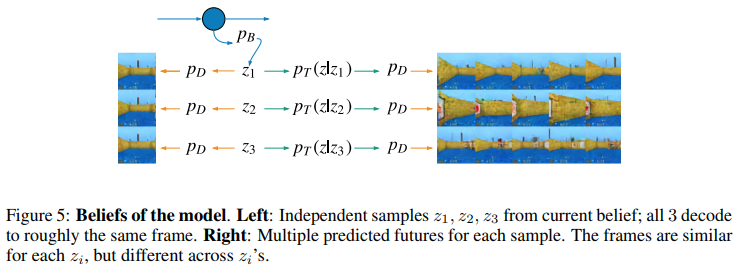 p_B
p_D z_1 p_T(z|z_1) p_D
p_D z_2 p_T(z|z_2) p_D
p_D z_3 p_T(z|z_3) p_D
Figure 5: Beliefs of the model. Left: Independent samples z_1, z_2, z_3 from current belief; all 3 decode
to roughly the same frame. Right: Multiple predicted futures for each sample. The frames are similar
for each z_i, but different across z_i's.